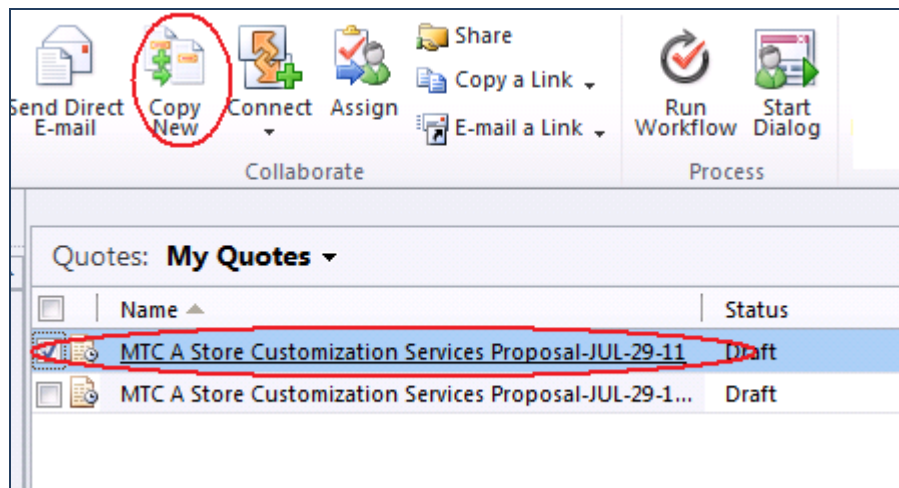 Send Direct E-mail
Copy New
Connect
Assign
Share
Copy a Link
E-mail a Link
Run Workflow
Start Dialog
Collaborate
Process
Quotes: My Quotes
Name
Status
MTC A Store Customization Services Proposal-JUL-29-11
Draft
MTC A Store Customization Services Proposal-JUL-29-1...
Draft